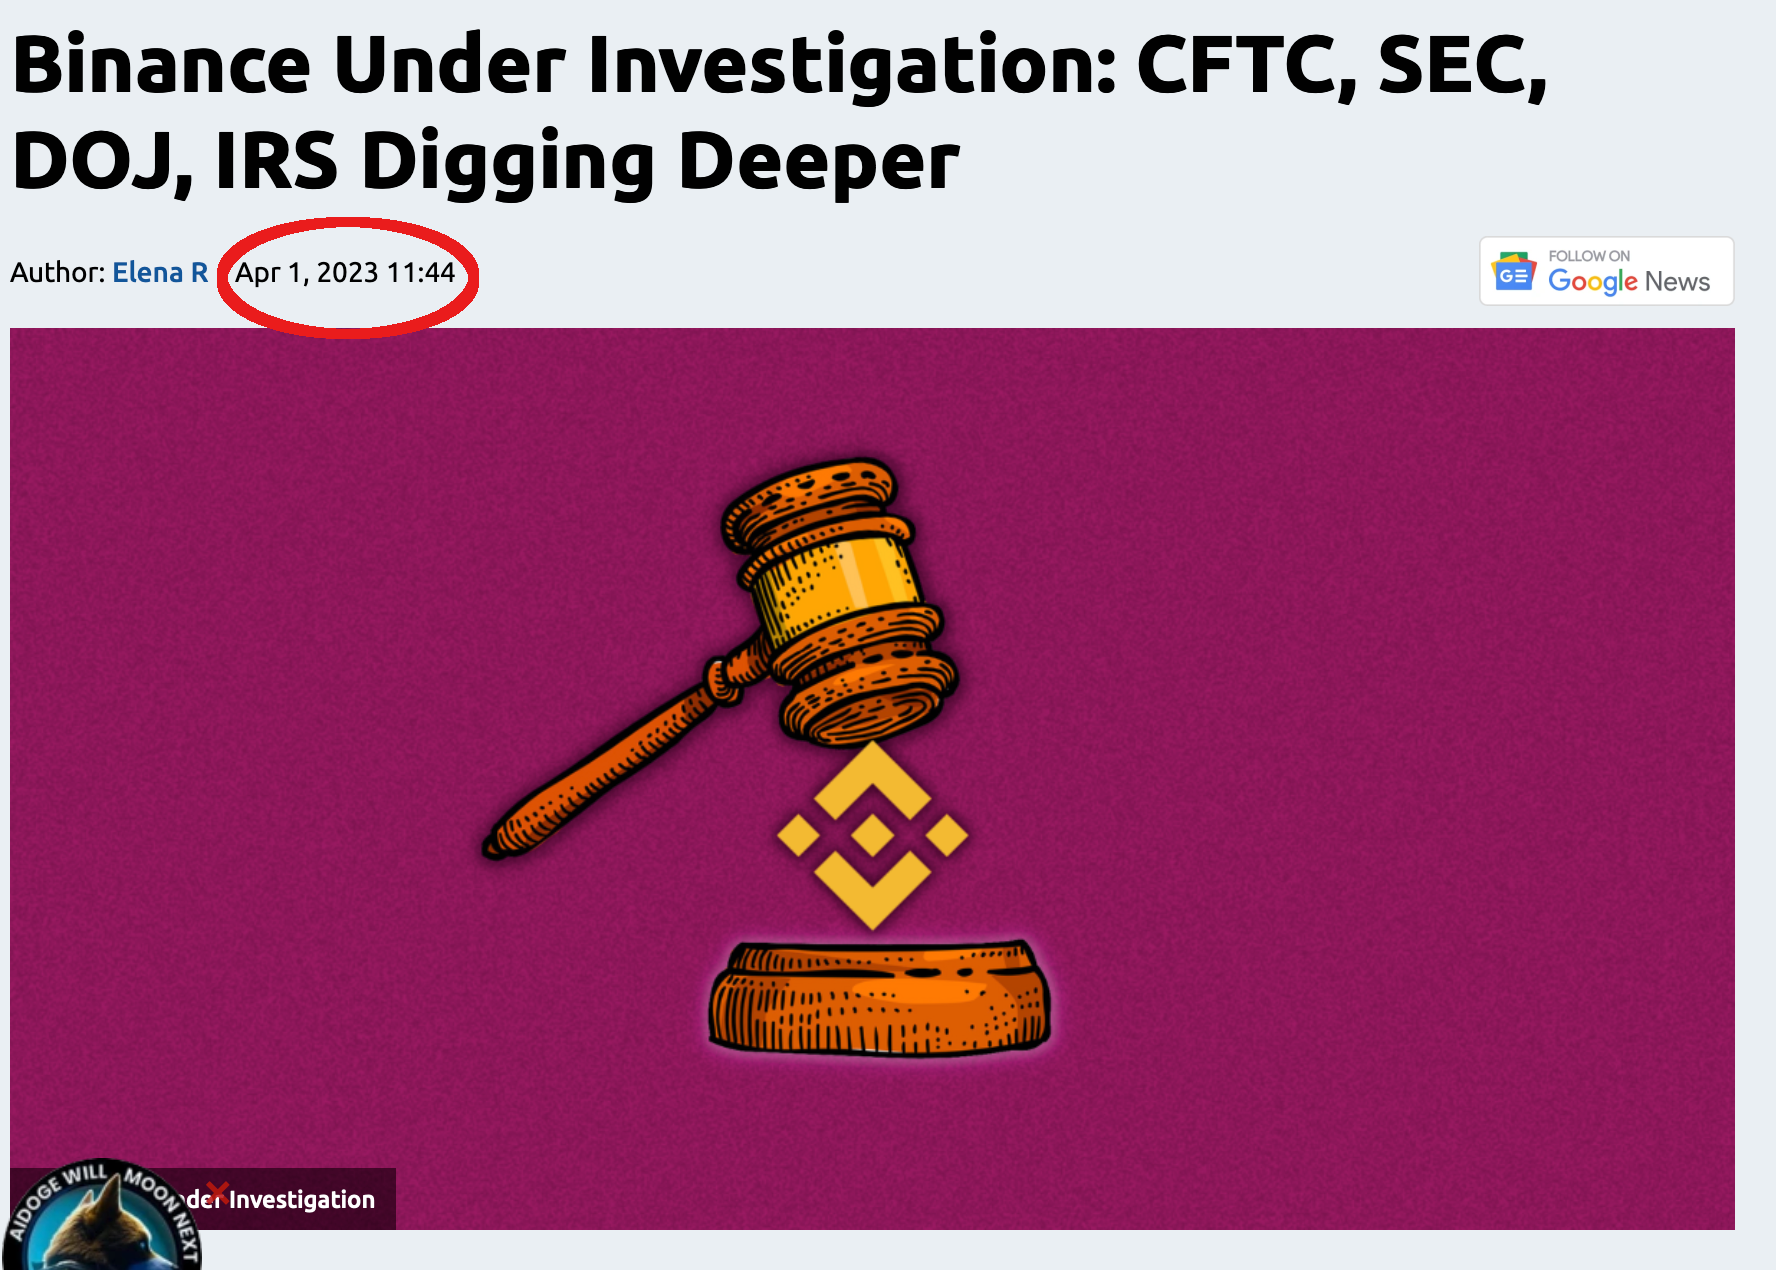 Binance Under Investigation: CFTC, SEC,
DOJ, IRS Digging Deeper
Author: Elena R Apr 1, 2023 11:44
FOLLOW ON
Google News
GE
Investigation
AIDOGE WILL MOON NEXT